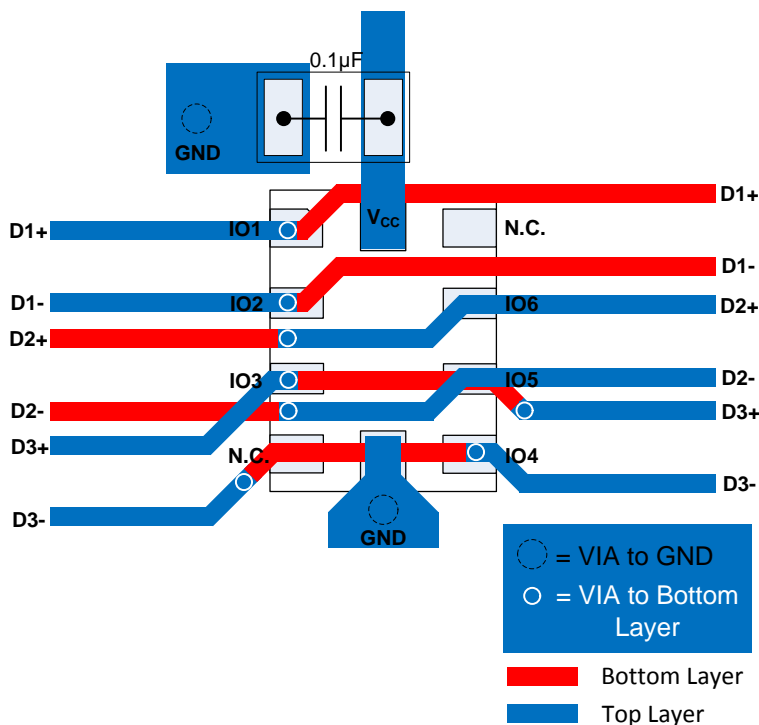 0.1µF
GND
D1+
IO1
VCC
N.C.
D1+
D1-
IO2
D1-
IO6
D2+
D2+
IO3
IO5
D2-
D2-
D3+
D3+
N.C.
IO4
D3-
D3-
GND
= VIA to GND
= VIA to Bottom
Layer
Bottom Layer
Top Layer